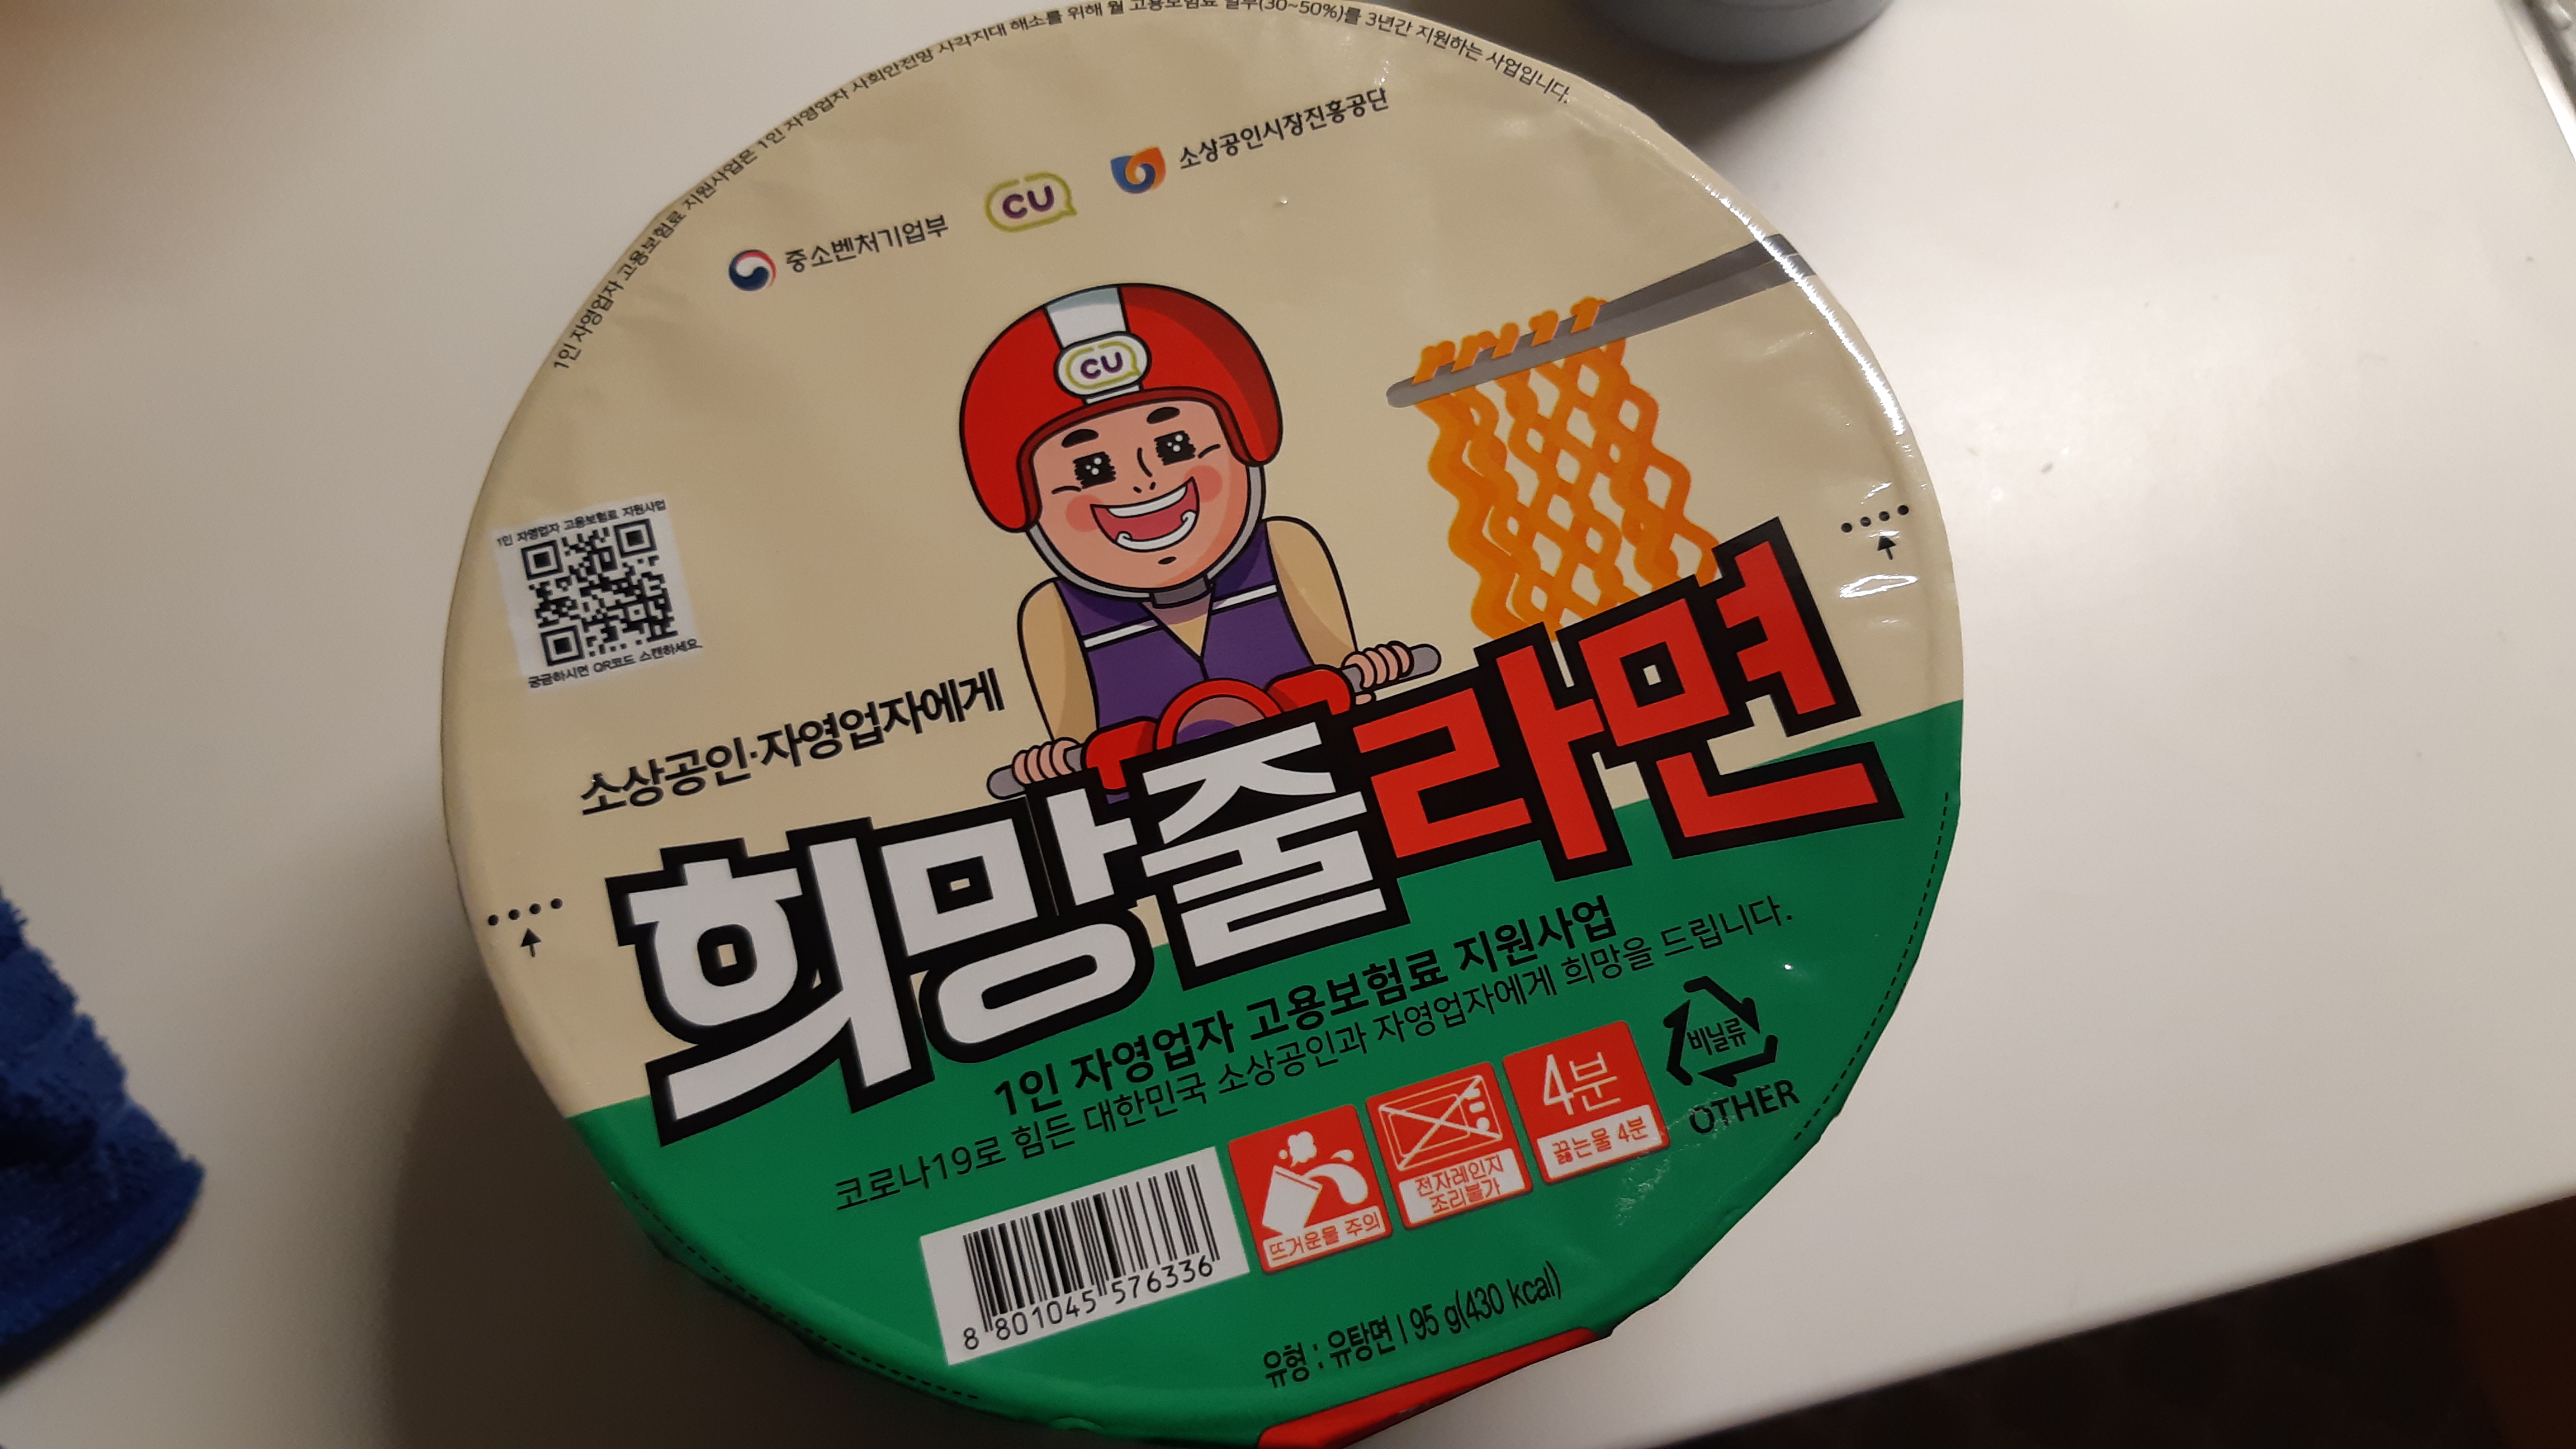 1인 자영업자 고용보험료 지원사업은 1인 자영업자 사회안전망 사각지대 해소를 위해 월 고용보험료 일부(30~50%)를 3년간 지원하는 사업입니다.
중소벤처기업부
CU
소상공인시장진흥공단
CU
1인 자영업자 고용보험료 지원사업
궁금하시면 QR코드 스캔하세요.
소상공인·자영업자에게
희망줄라면
1인 자영업자 고용보험료 지원사업
코로나19로 힘든 대한민국 소상공인과 자영업자에게 희망을 드립니다.
8 801045 576336
뜨거운물 주의
전자레인지
조리불가
4분
끓는물 4분
비닐류
OTHER
유형 : 유탕면 | 95 g(430 kcal)